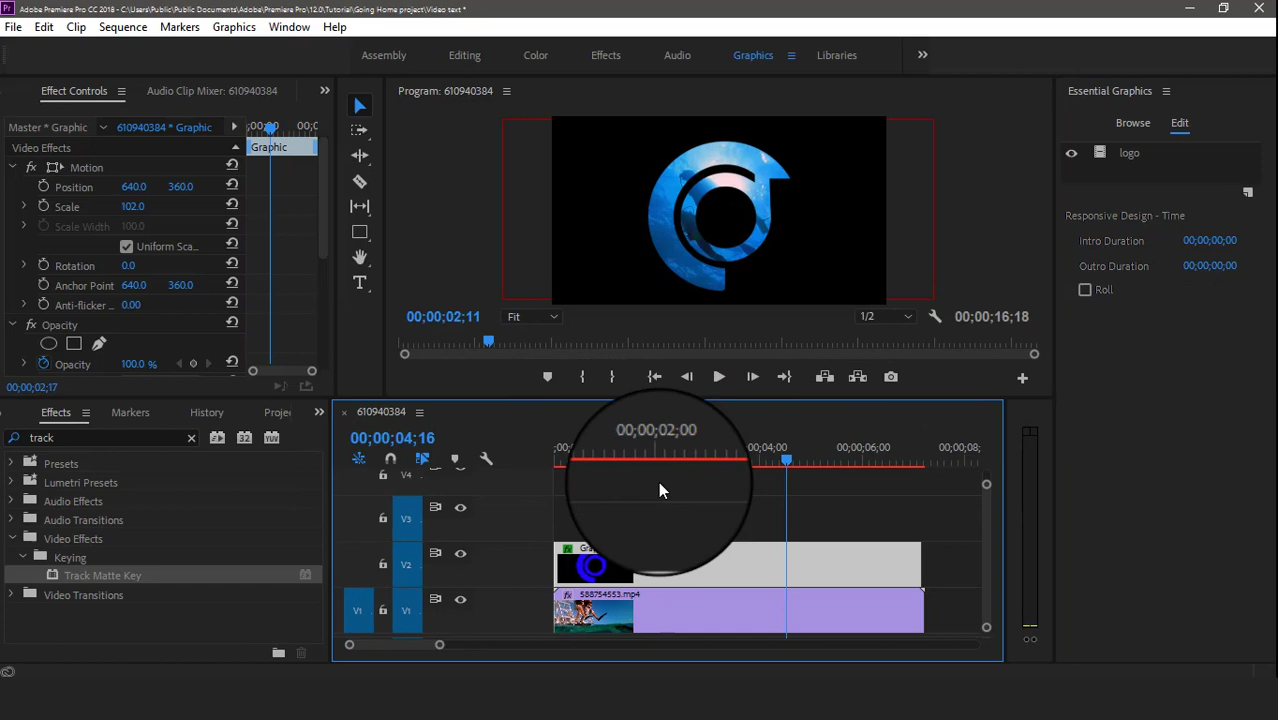 Adobe Premiere Pro CC 2018 - C:\Users\Public\Public Documents\Adobe\Premiere Pro\12.0\Tutorial\Going Home project\Video text *
File Edit Clip Sequence Markers Graphics Window Help
Assembly Editing Color Effects Audio Graphics Libraries
Effect Controls Audio Clip Mixer: 610940384
Master * Graphic 610940384 * Graphic
Video Effects
Graphic
Motion
Position 640.0 360.0
Scale 102.0
Scale Width 100.0
Uniform Sca...
Rotation 0.0
Anchor Point 640.0 360.0
Anti-flicker ... 0.00
Opacity
Opacity 100.0 %
00;00;02;17
Program: 610940384
00;00;02;11 Fit 1/2 00;00;16;18
Essential Graphics
Browse Edit
logo
Responsive Design - Time
Intro Duration 00;00;00;00
Outro Duration 00;00;00;00
Roll
Effects Markers History Projec
track
32 YUV
Presets
Lumetri Presets
Audio Effects
Audio Transitions
Video Effects
Keying
Track Matte Key
Video Transitions
610940384
00;00;04;16
00;00;02;00
00;00;06;00
V4
V3
V2
V1 V1
588754553.mp4